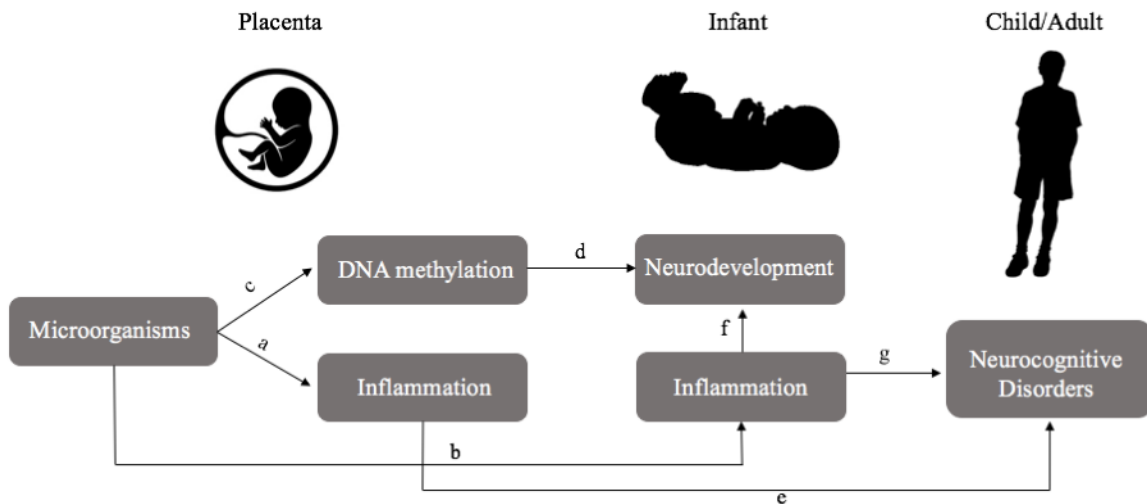 Placenta
Infant
Child/Adult
DNA methylation
d
Neurodevelopment
c
Microorganisms
a
f
Inflammation
Inflammation
g
Neurocognitive
Disorders
b
e